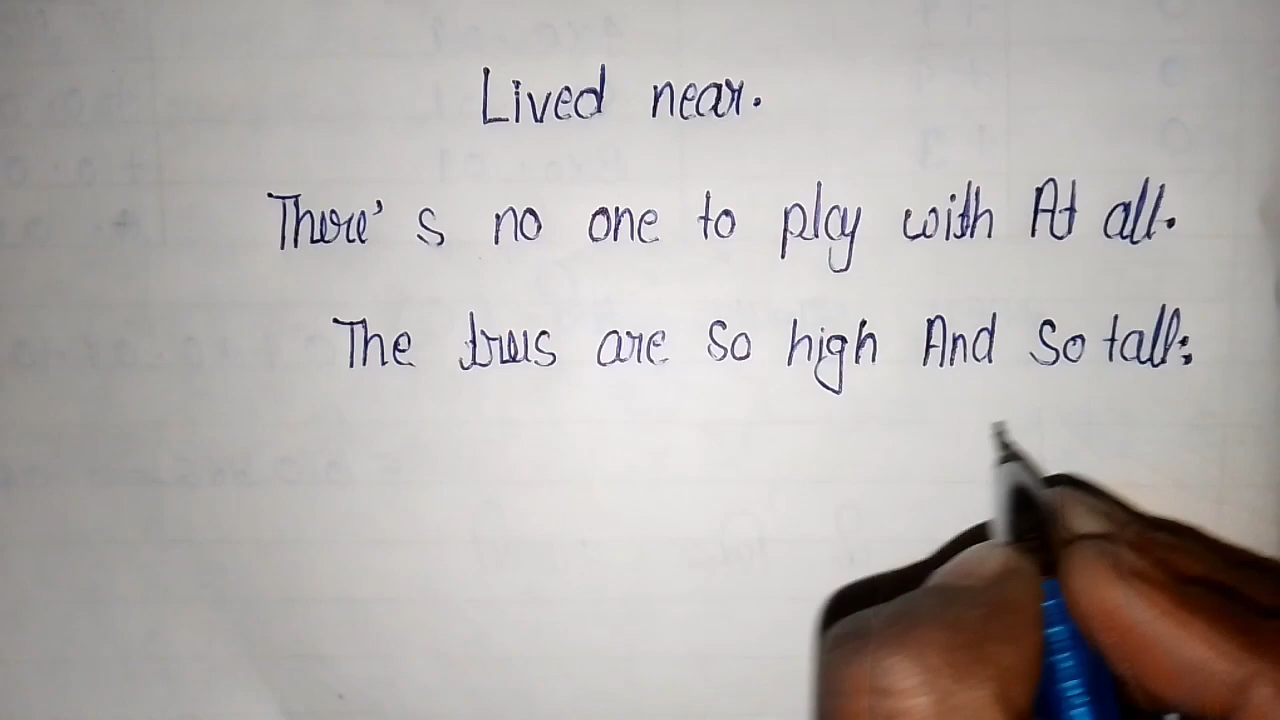 Lived near.
There's no one to play with At all.
The trees are so high And so tall;